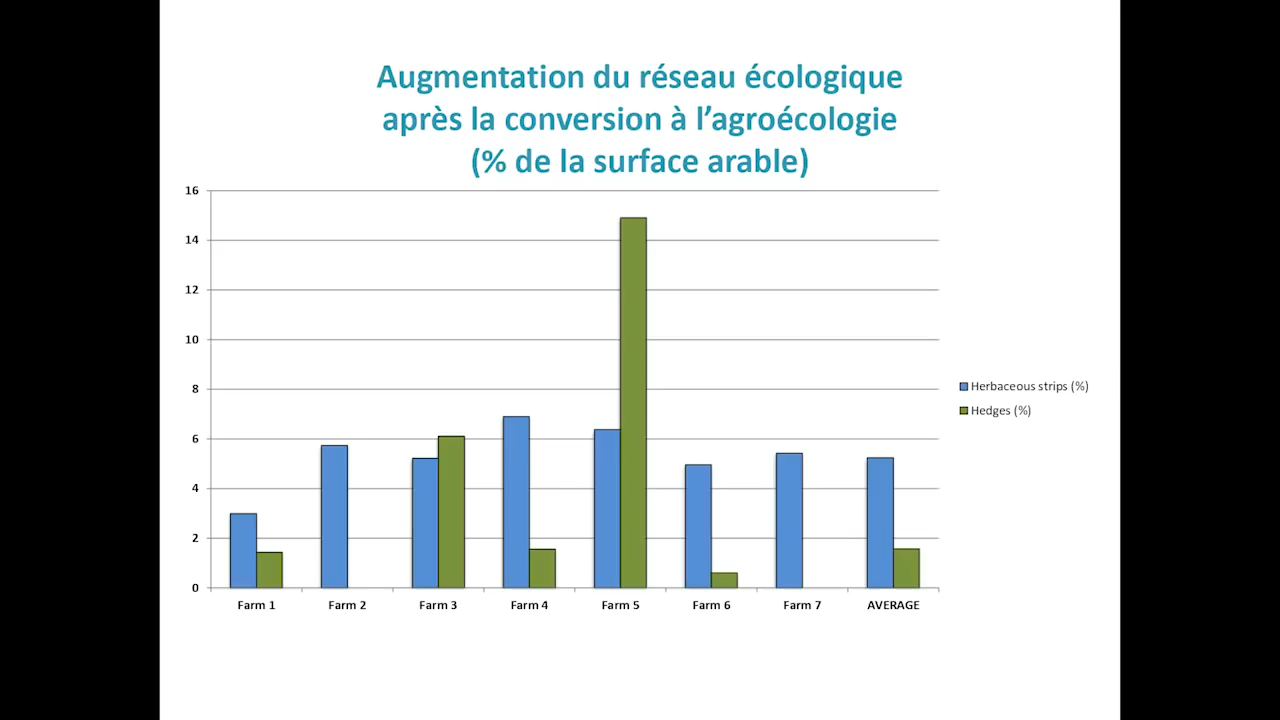 Augmentation du réseau écologique
après la conversion à l’agroécologie
(% de la surface arable)
16
14
12
10
8
6
4
2
0
Farm 1 Farm 2 Farm 3 Farm 4 Farm 5 Farm 6 Farm 7 AVERAGE
Herbaceous strips (%)
Hedges (%)